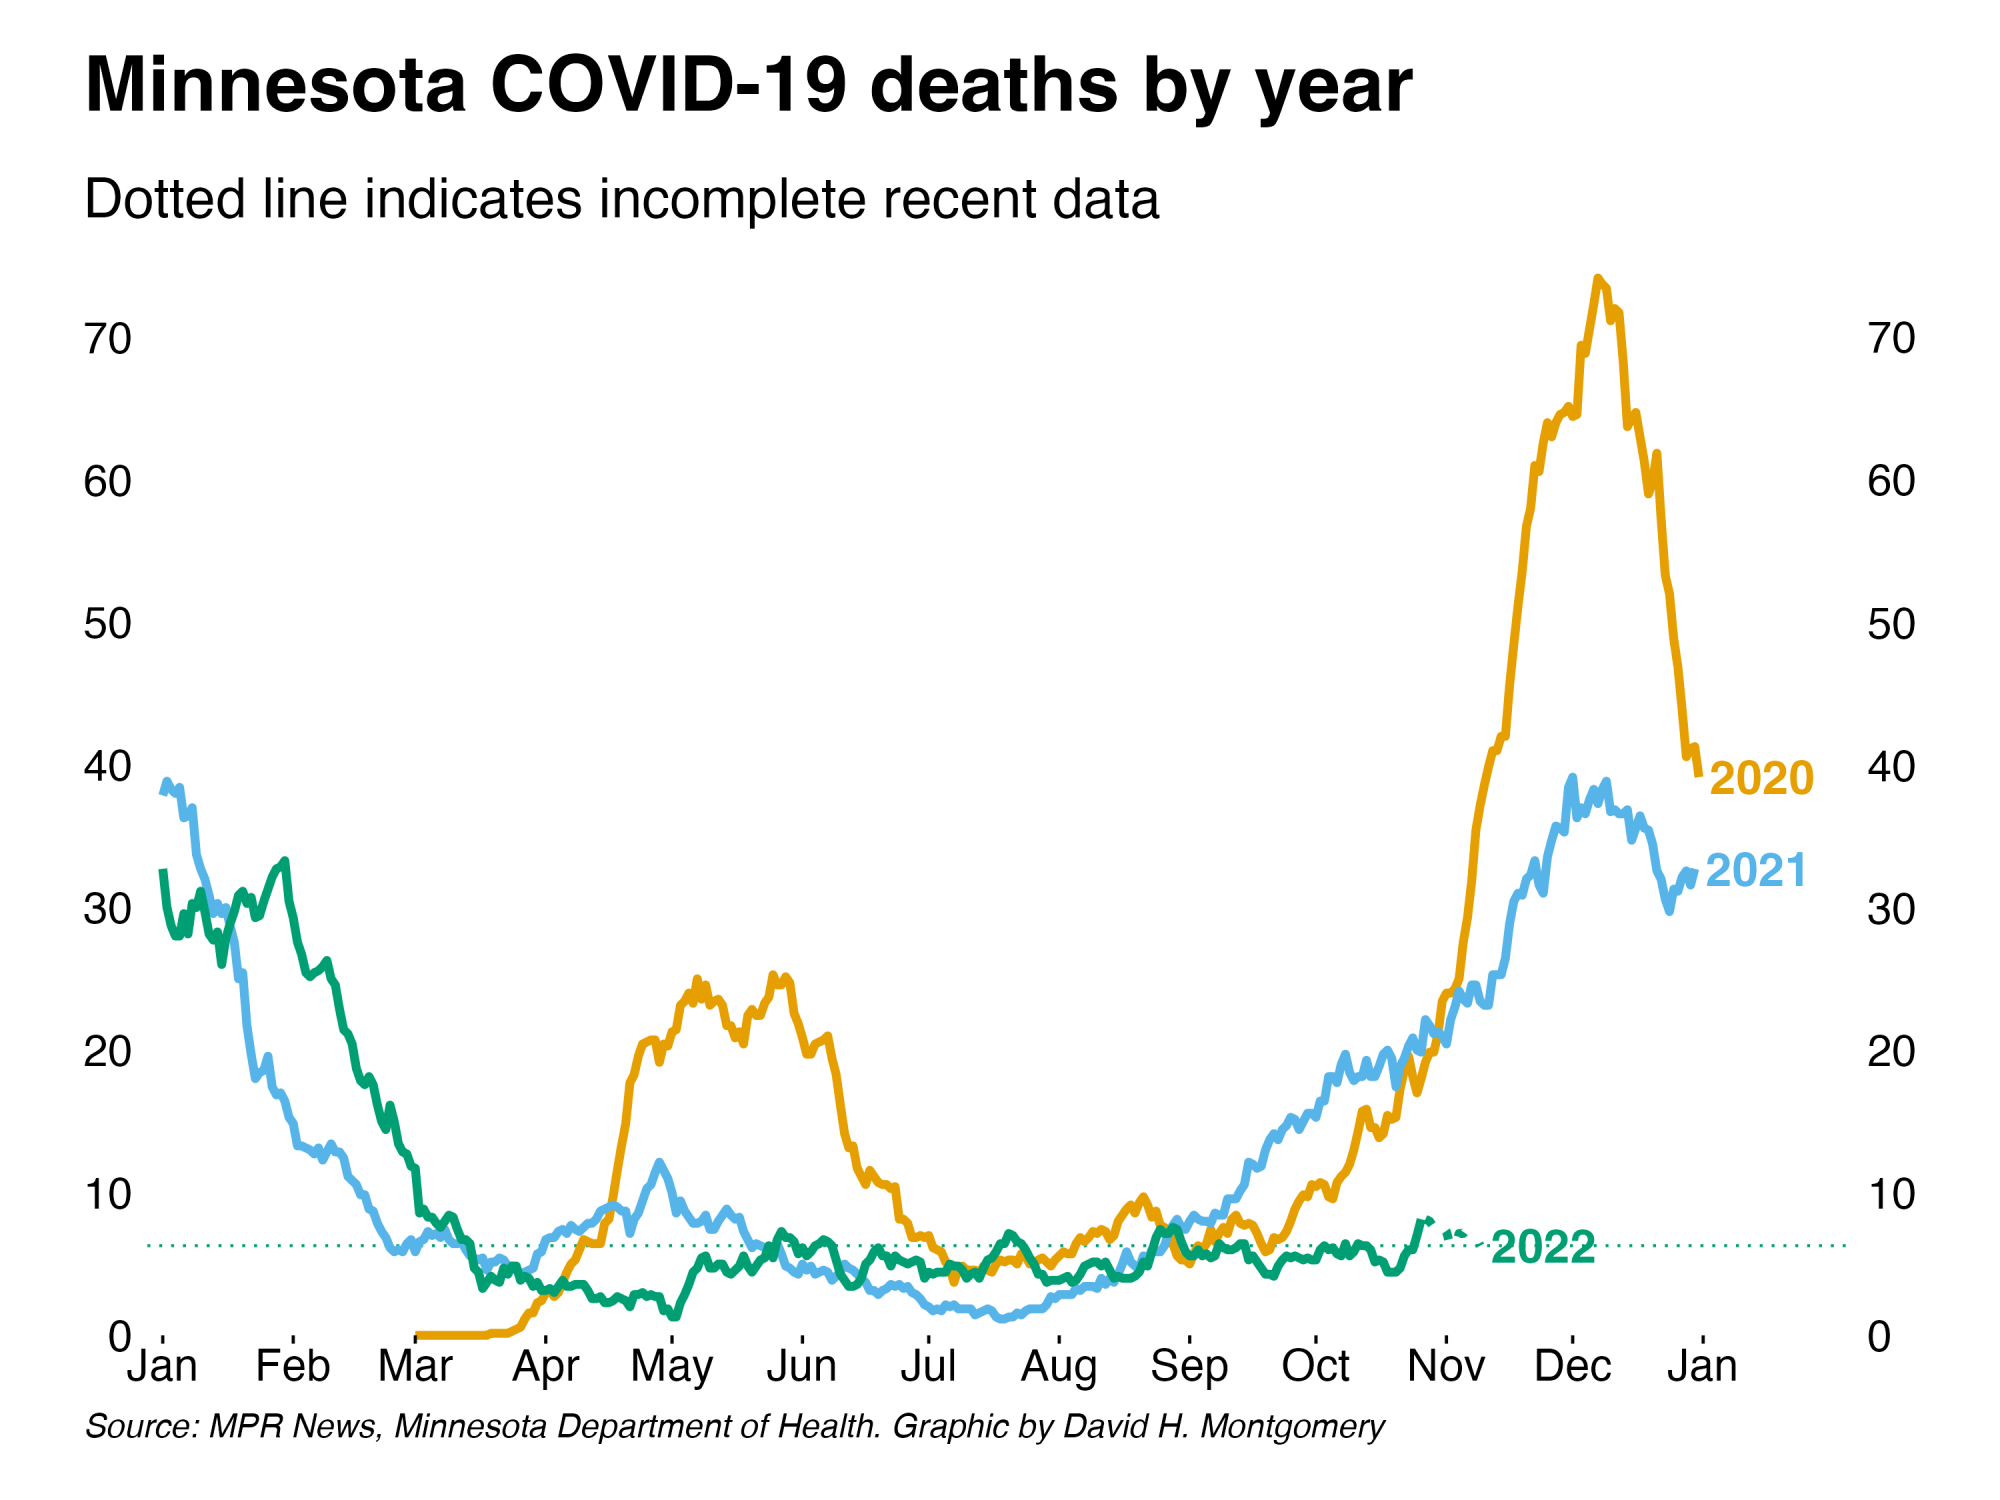 Minnesota COVID-19 deaths by year
Dotted line indicates incomplete recent data
70 70
60 60
50 50
40 40
2020
2021
30 30
20 20
10 10
2022
0 0
Jan Feb Mar Apr May Jun Jul Aug Sep Oct Nov Dec Jan
Source: MPR News, Minnesota Department of Health. Graphic by David H. Montgomery